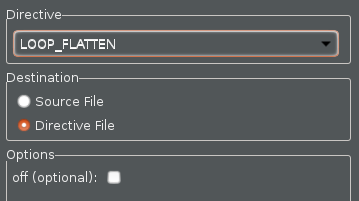 Directive
LOOP_FLATTEN
Destination
Source File
Directive File
Options
off (optional):